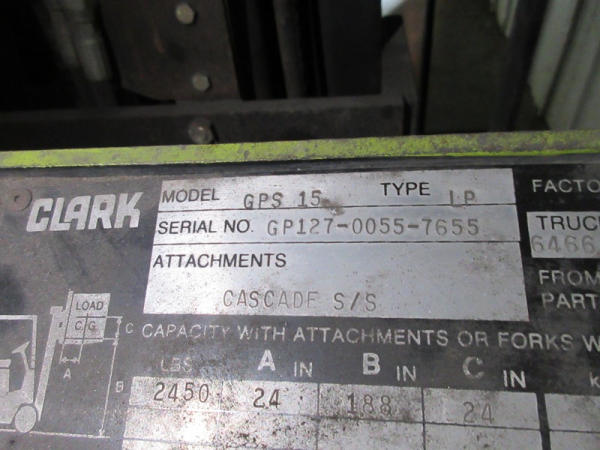 CLARK
MODEL GPS 15 TYPE LP
SERIAL NO. GP127-0055-7655
ATTACHMENTS
CASCADE S/S
FACTO
TRUC
6466
FROM
PART
LOAD
C G
C
A
B
CAPACITY WITH ATTACHMENTS OR FORKS W
LBS A IN B IN C IN K
2450 24 188 24